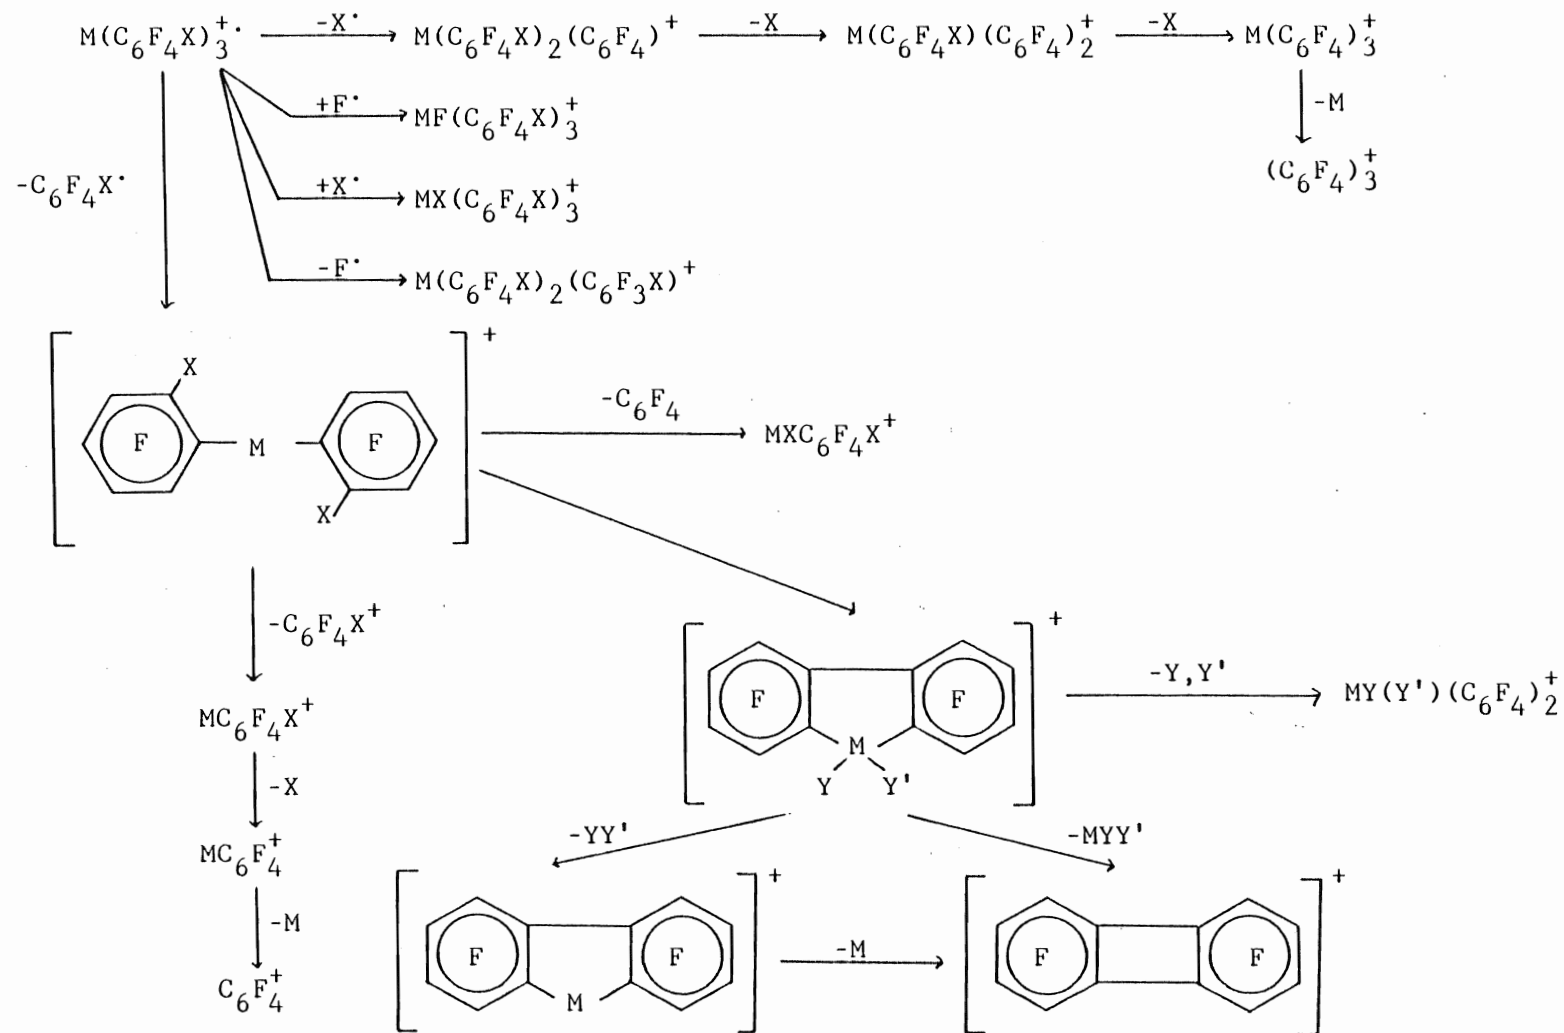 M(C₆F₄X)₃⁺· -X· M(C₆F₄X)₂(C₆F₄)⁺ -X M(C₆F₄X)(C₆F₄)₂⁺ -X M(C₆F₄)₃⁺
-M
+F· MF(C₆F₄X)₃⁺
(C₆F₄)₃⁺
-C₆F₄X·
+X· MX(C₆F₄X)₃⁺
-F· M(C₆F₄X)₂(C₆F₃X)⁺
+
X
F M F
X
-C₆F₄ MXC₆F₄X⁺
-C₆F₄X⁺
+
F F
M
Y Y'
-Y,Y' MY(Y')(C₆F₄)₂⁺
MC₆F₄X⁺
-X
MC₆F₄⁺
-M
C₆F₄⁺
-YY' -MYY'
+
F F
M
-M
+
F F